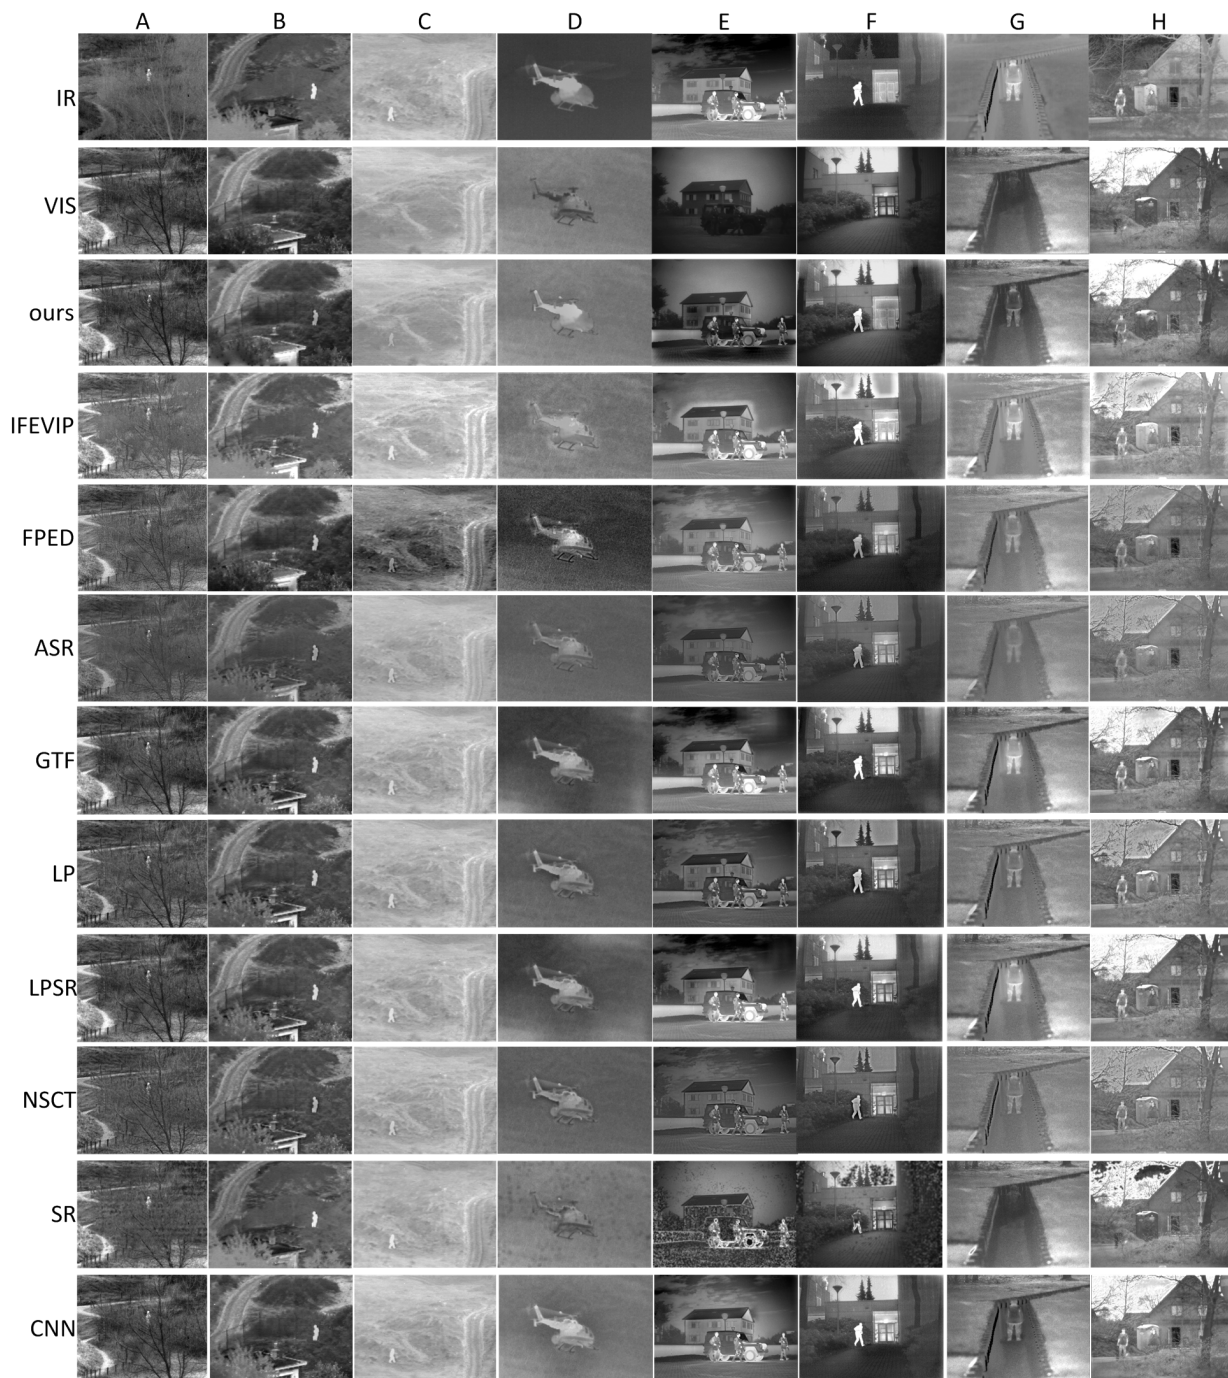 A B C D E F G H
IR
VIS
ours
IFEVIP
FPED
ASR
GTF
LP
LPSR
NSCT
SR
CNN